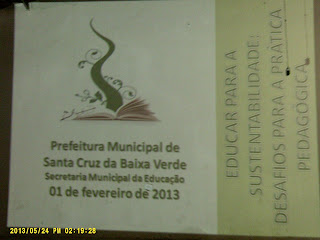 Prefeitura Municipal de
Santa Cruz da Baixa Verde
Secretaria Municipal da Educação
01 de fevereiro de 2013
EDUCAR PARA A
SUSTENTABILIDADE:
DESAFIOS PARA A PRÁTICA
PEDAGÓGICA
2013/05/24 PM 02:19:28